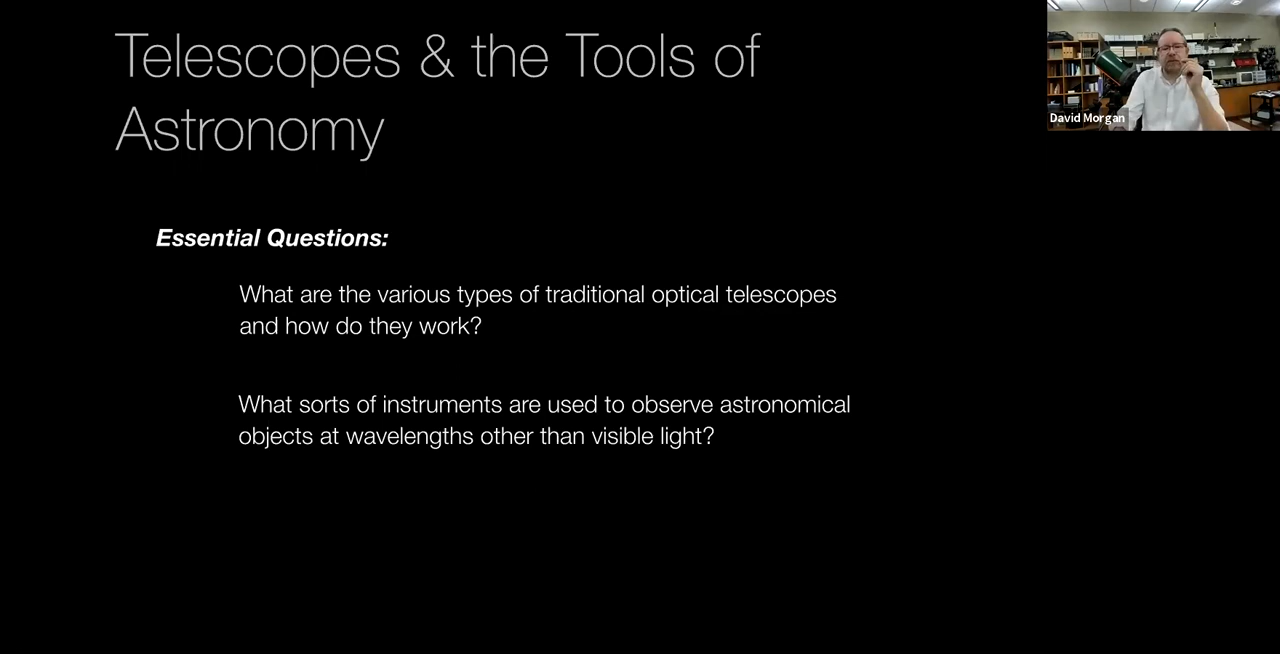 Telescopes & the Tools of
Astronomy
David Morgan
Essential Questions:
What are the various types of traditional optical telescopes
and how do they work?
What sorts of instruments are used to observe astronomical
objects at wavelengths other than visible light?